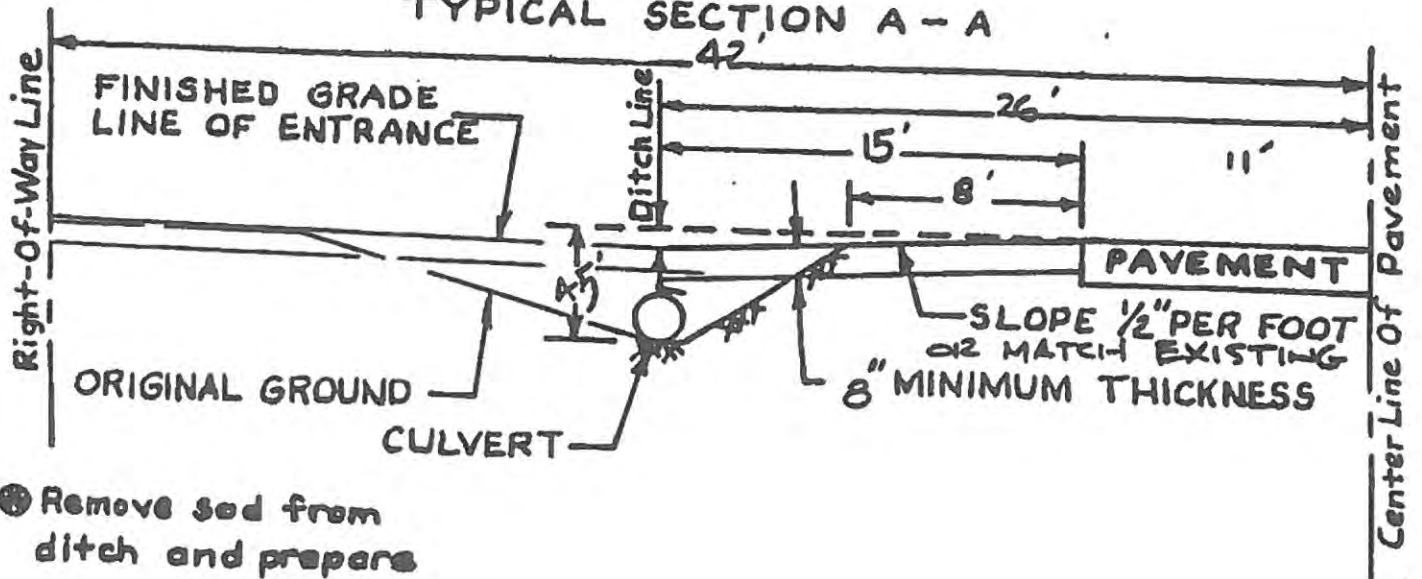 TYPICAL SECTION A - A
42'
Right-Of-Way Line
FINISHED GRADE
LINE OF ENTRANCE
Ditch Line
26'
15'
11'
8'
PAVEMENT
SLOPE ½" PER FOOT
OR MATCH EXISTING
8" MINIMUM THICKNESS
ORIGINAL GROUND
CULVERT
Center Line Of Pavement
Remove sod from
ditch and prepare